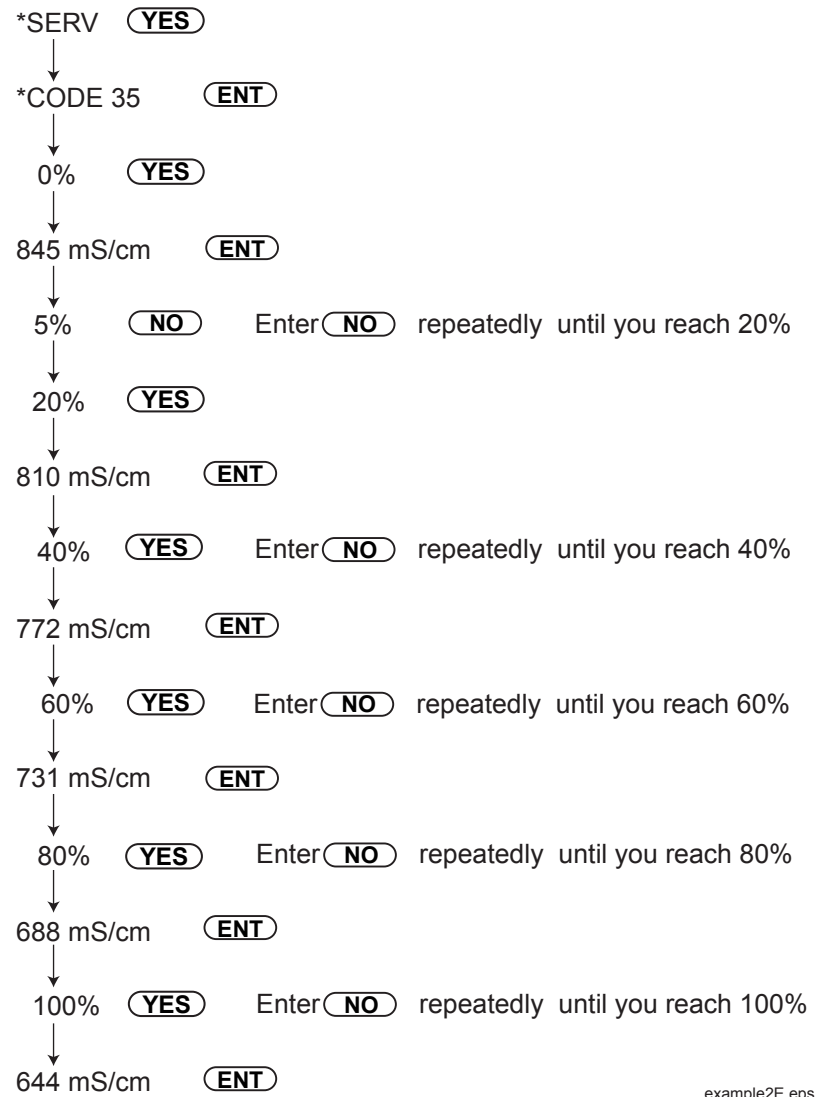 *SERV YES
*CODE 35 ENT
0% YES
845 mS/cm ENT
5% NO Enter NO repeatedly until you reach 20%
20% YES
810 mS/cm ENT
40% YES Enter NO repeatedly until you reach 40%
772 mS/cm ENT
60% YES Enter NO repeatedly until you reach 60%
731 mS/cm ENT
80% YES Enter NO repeatedly until you reach 80%
688 mS/cm ENT
100% YES Enter NO repeatedly until you reach 100%
644 mS/cm ENT
example2E.eps